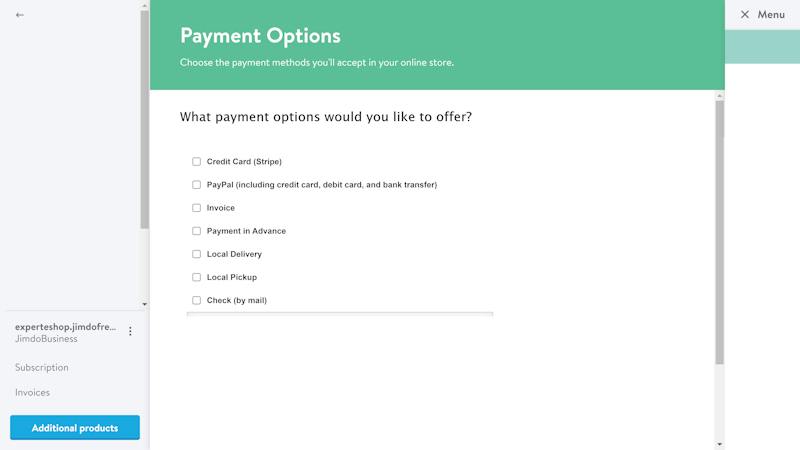 Menu
Payment Options
Choose the payment methods you'll accept in your online store.
What payment options would you like to offer?
Credit Card (Stripe)
PayPal (including credit card, debit card, and bank transfer)
Invoice
Payment in Advance
Local Delivery
Local Pickup
Check (by mail)
experteshop.jimdofre...
JimdoBusiness
Subscription
Invoices
Additional products